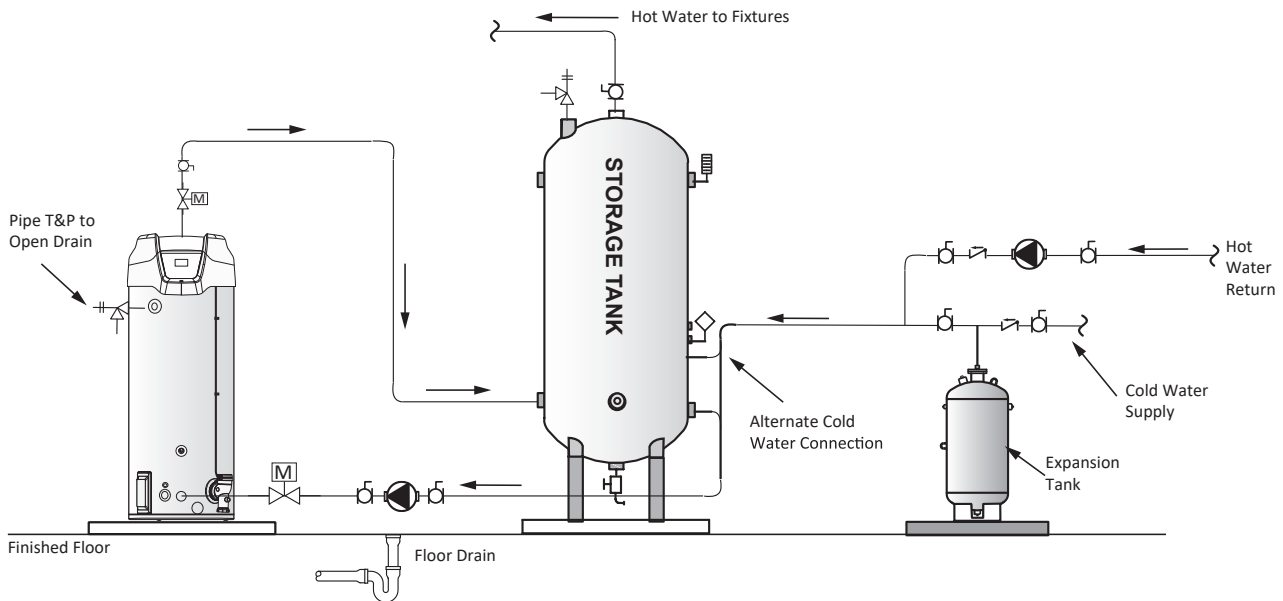 Hot Water to Fixtures
Pipe T&P to
Open Drain
M
STORAGE TANK
Hot
Water
Return
Cold Water
Supply
Alternate Cold
Water Connection
Expansion
Tank
M
Finished Floor
Floor Drain